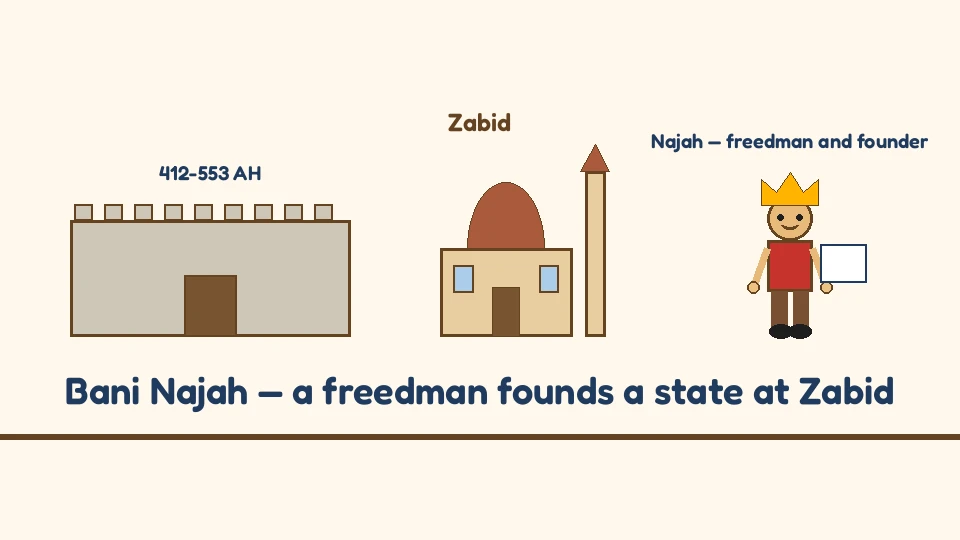 Zabid
Najah – freedman and founder
412-553 AH
Bani Najah – a freedman founds a state at Zabid